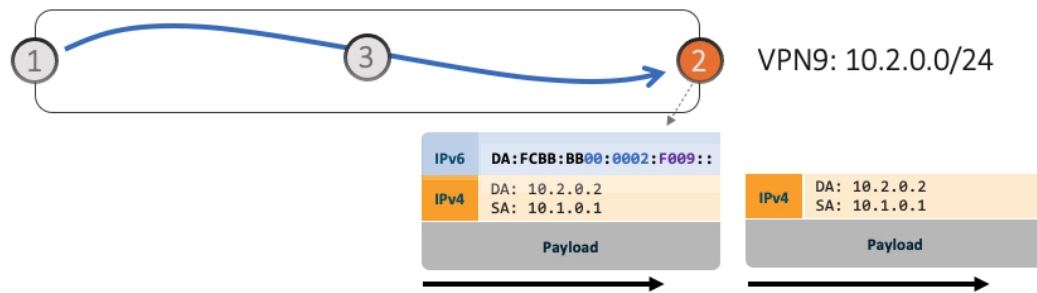 1
3
2
VPN9: 10.2.0.0/24
IPv6
DA:FCBB:BB00:0002:F009::
IPv4
DA: 10.2.0.2
SA: 10.1.0.1
Payload
IPv4
DA: 10.2.0.2
SA: 10.1.0.1
Payload